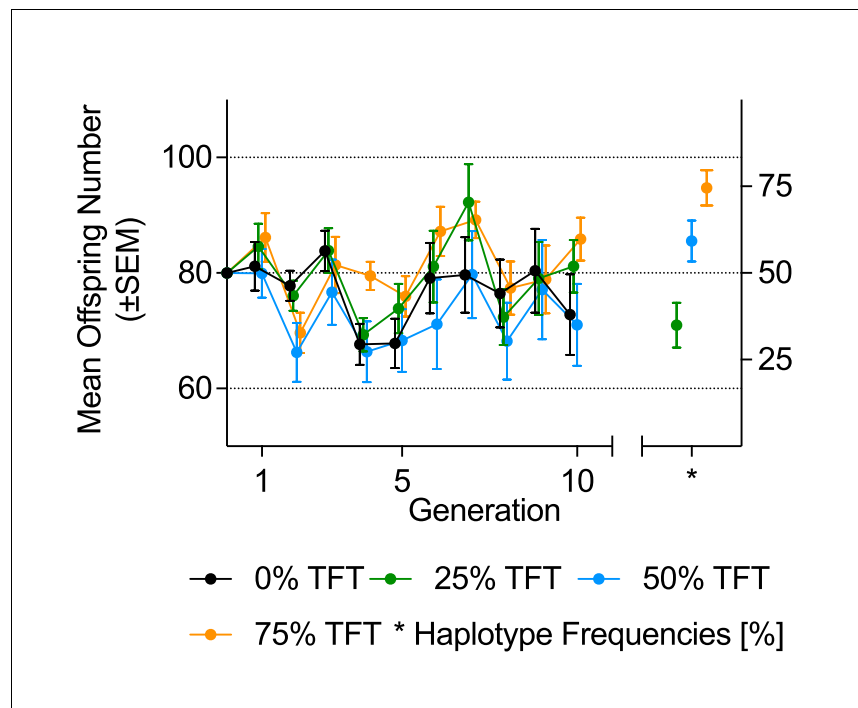 Mean Offspring Number
(±SEM)
100
80
60
75
50
25
1
5
10
*
Generation
0% TFT
25% TFT
50% TFT
75% TFT
* Haplotype Frequencies [%]